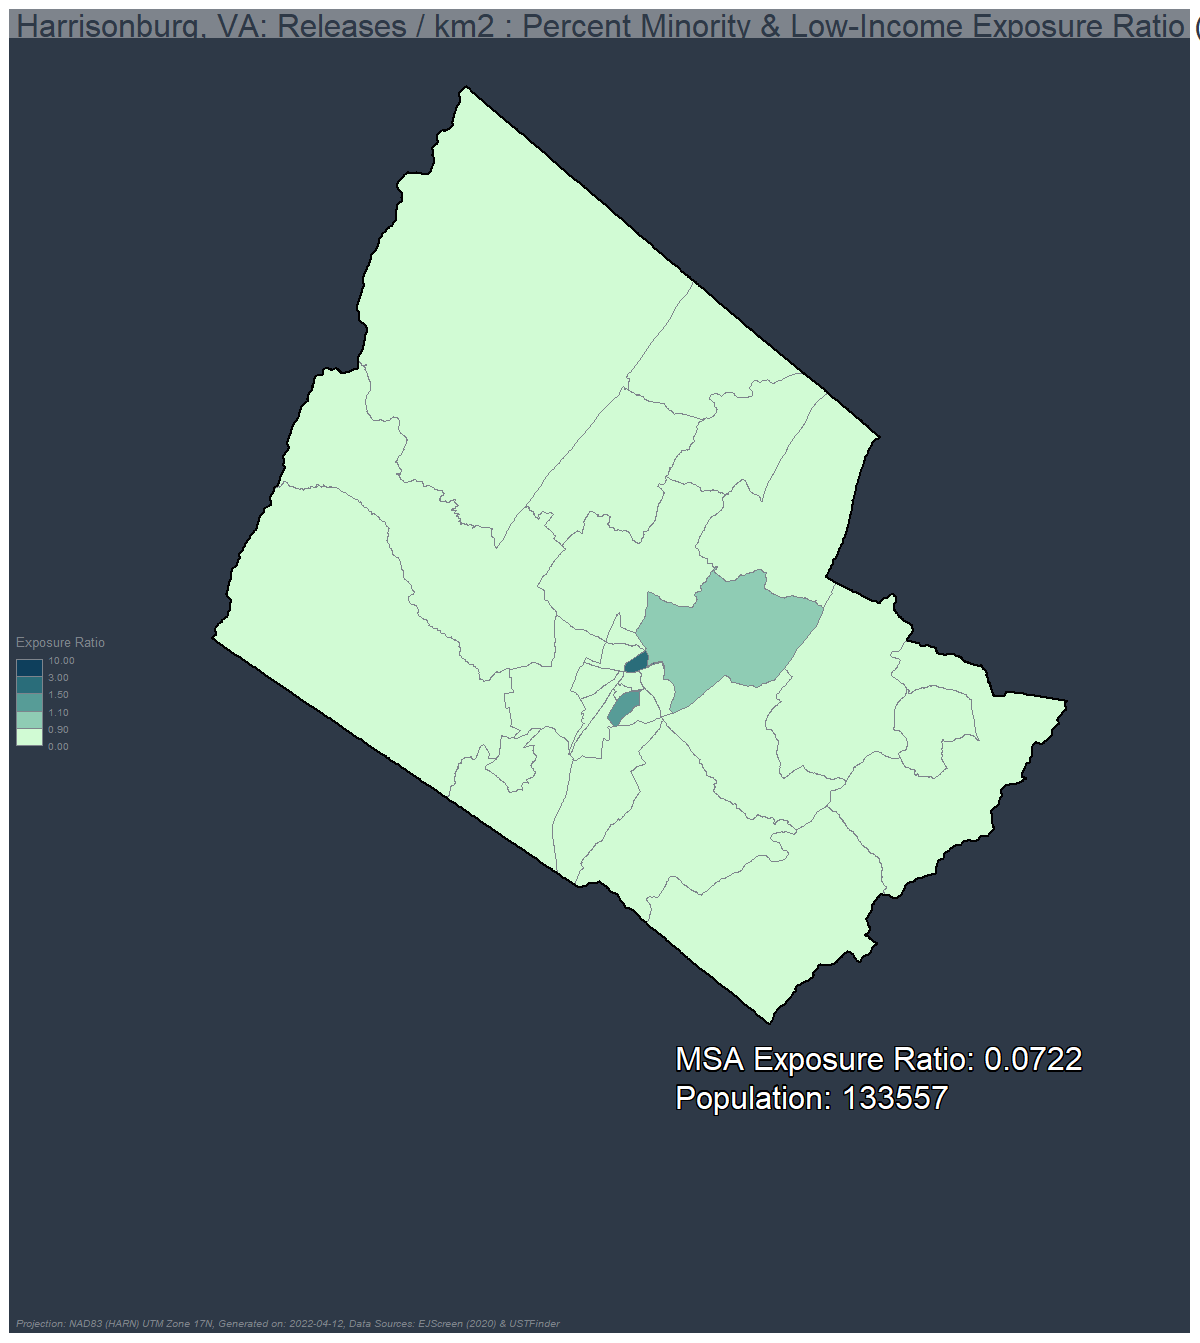 Harrisonburg, VA: Releases / km2 : Percent Minority & Low-Income Exposure Ratio (
Exposure Ratio
10.00
3.00
1.50
1.10
0.90
0.00
MSA Exposure Ratio: 0.0722
Population: 133557
Projection: NAD83 (HARN) UTM Zone 17N, Generated on: 2022-04-12, Data Sources: EJScreen (2020) & USTFinder